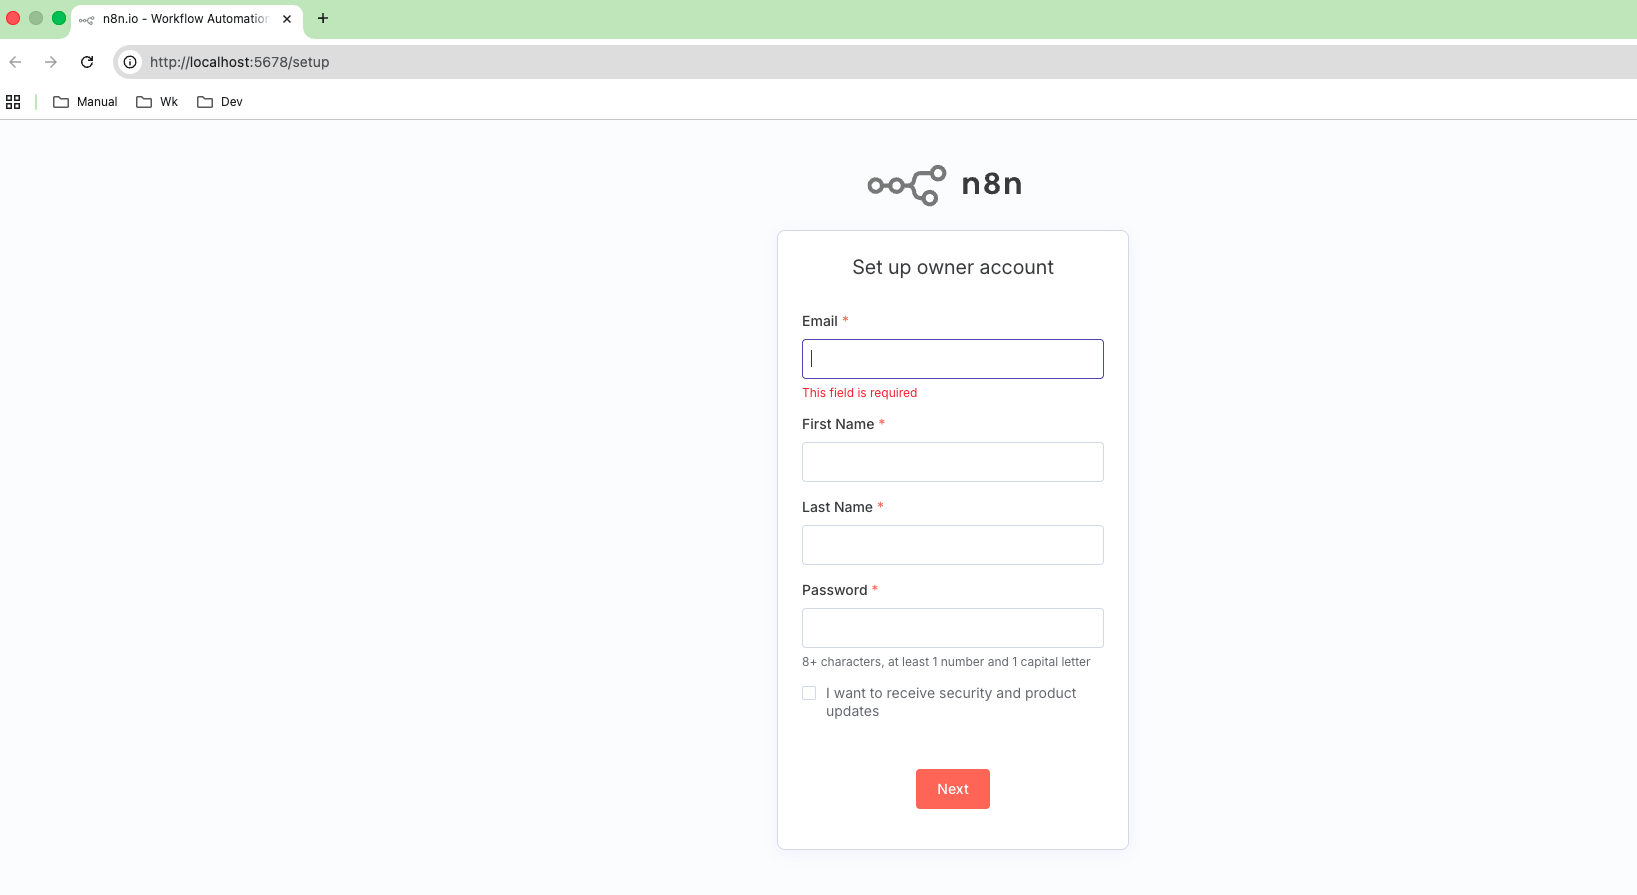 n8n.io - Workflow Automation
http://localhost:5678/setup
Manual
Wk
Dev
n8n
Set up owner account
Email *
This field is required
First Name *
Last Name *
Password *
8+ characters, at least 1 number and 1 capital letter
I want to receive security and product
updates
Next